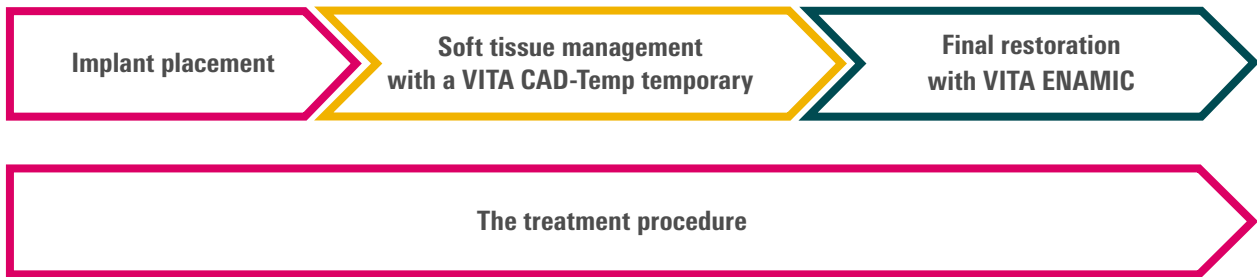 Implant placement
Soft tissue management
with a VITA CAD-Temp temporary
Final restoration
with VITA ENAMIC
The treatment procedure